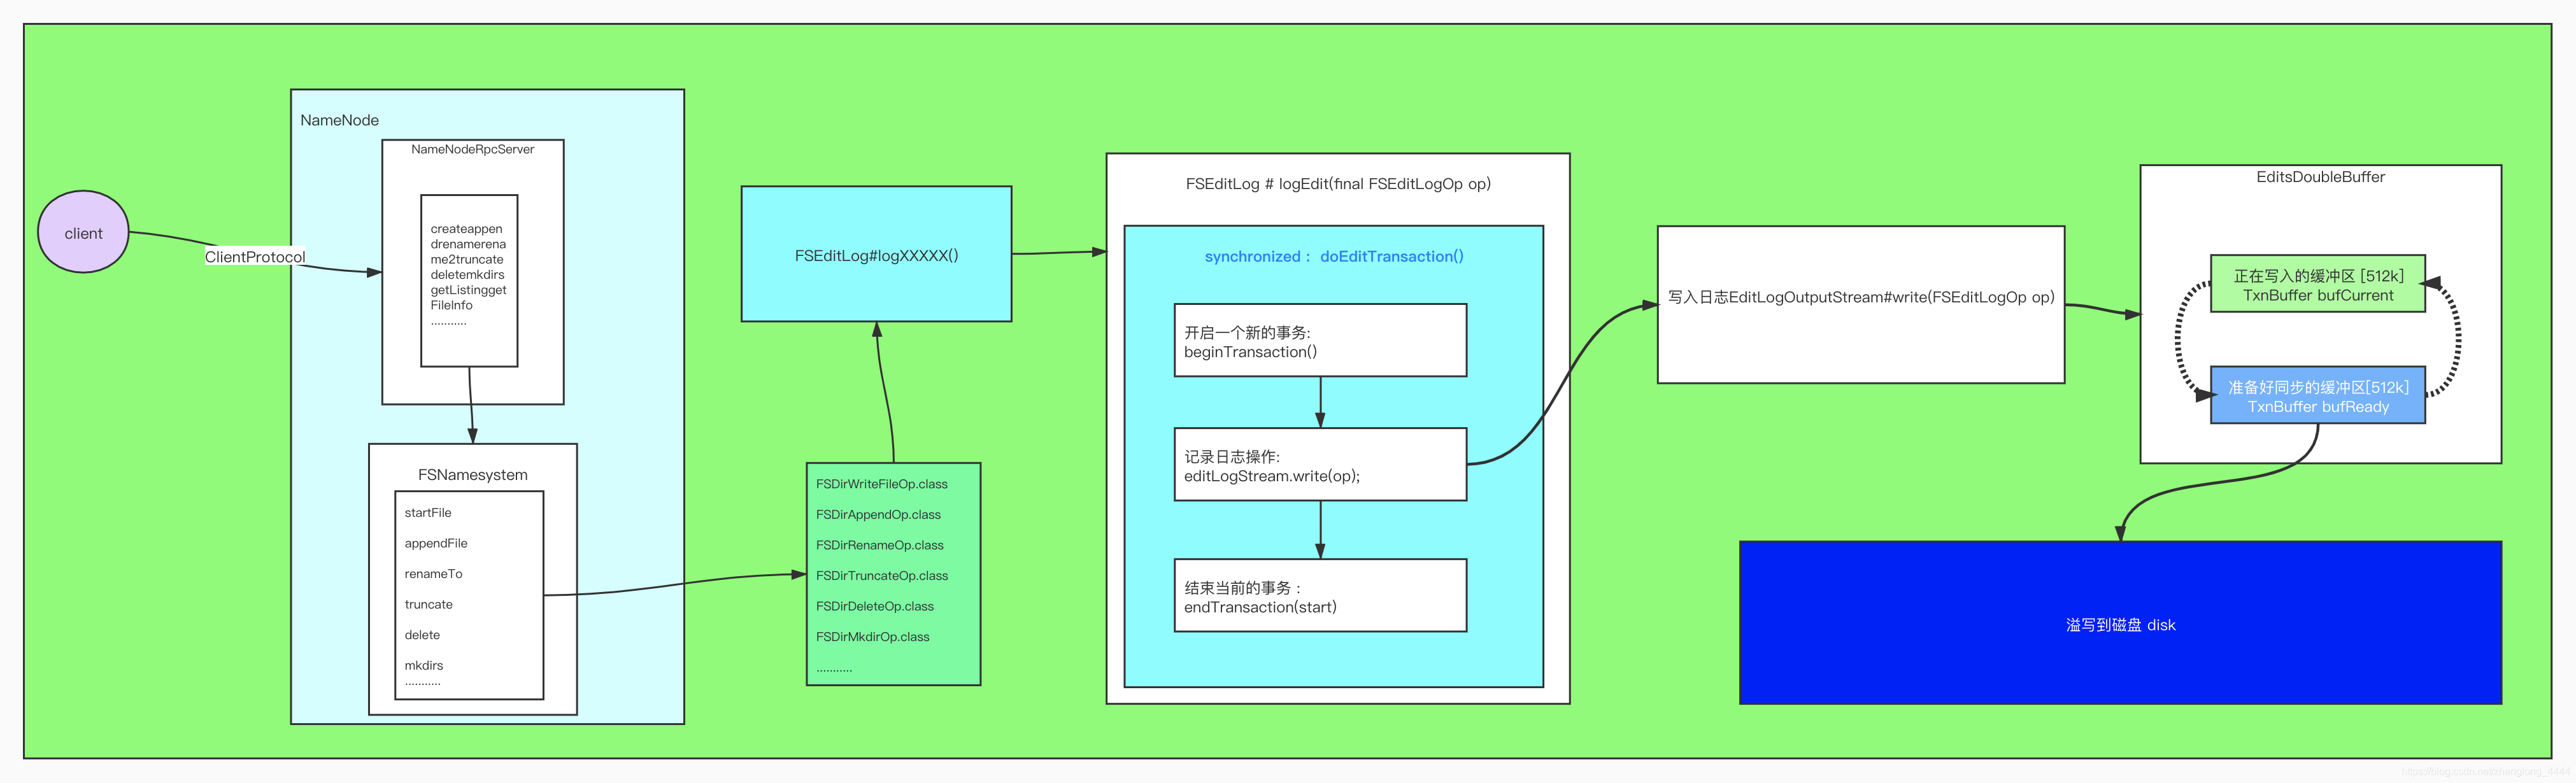 client
ClientProtocol
NameNode
NameNodeRpcServer
createappen
drenamerena
me2truncate
deletemkdirs
getListingget
FileInfo
...........
FSNamesystem
startFile
appendFile
renameTo
truncate
delete
mkdirs
...........
FSEditLog#logXXXXX()
FSDirWriteFileOp.class
FSDirAppendOp.class
FSDirRenameOp.class
FSDirTruncateOp.class
FSDirDeleteOp.class
FSDirMkdirOp.class
...........
FSEditLog # logEdit(final FSEditLogOp op)
synchronized： doEditTransaction()
开启一个新的事务:
beginTransaction()
记录日志操作:
editLogStream.write(op);
结束当前的事务：
endTransaction(start)
写入日志EditLogOutputStream#write(FSEditLogOp op)
EditsDoubleBuffer
正在写入的缓冲区 [512k]
TxnBuffer bufCurrent
准备好同步的缓冲区[512k]
TxnBuffer bufReady
溢写到磁盘 disk
https://blog.csdn.net/zhanglong_4444